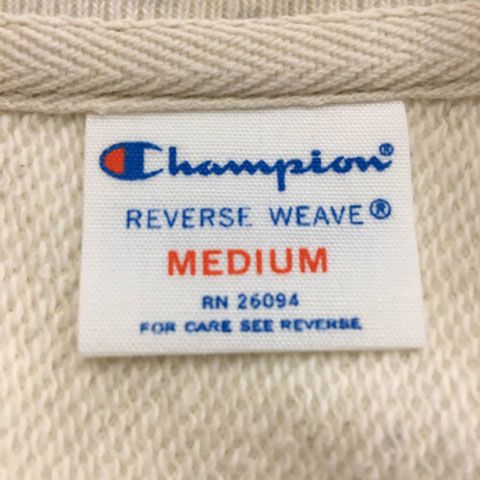 Champion®
REVERSE WEAVE®
MEDIUM
RN 26094
FOR CARE SEE REVERSE